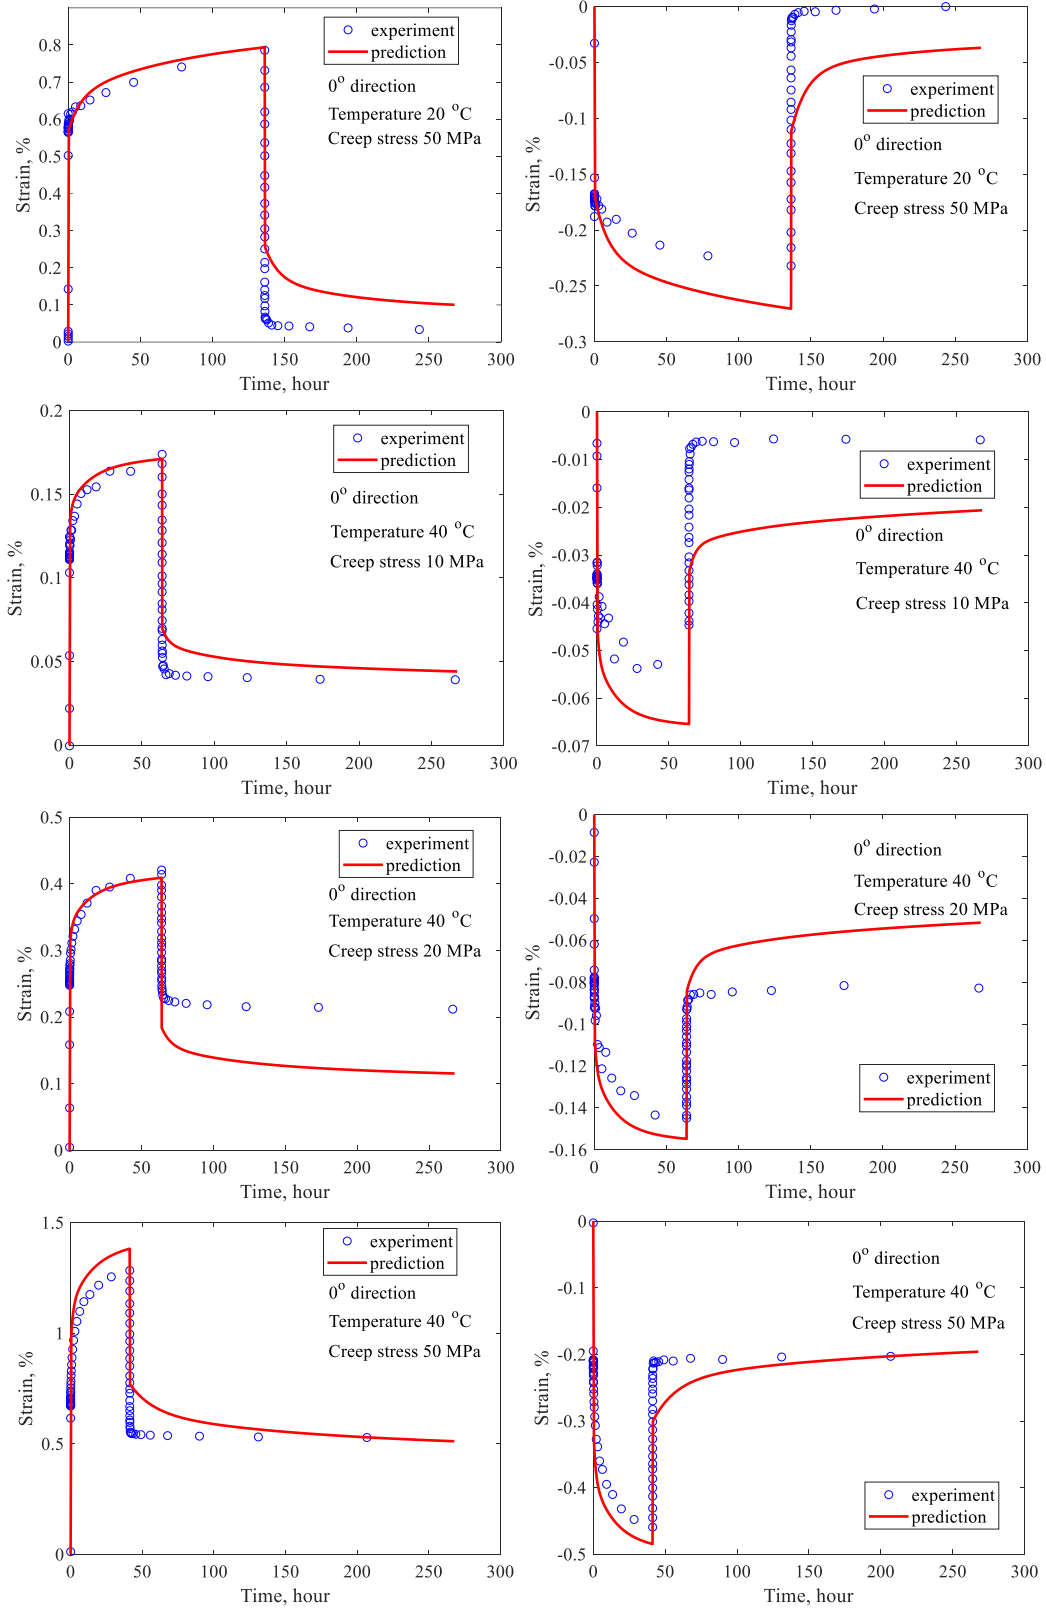 0.8
0.7
0.6
0.5
0.4
0.3
0.2
0.1
0
Strain, %
0 50 100 150 200 250 300
Time, hour
experiment
prediction
0° direction
Temperature 20 °C
Creep stress 50 MPa
0
-0.05
-0.1
-0.15
-0.2
-0.25
-0.3
Strain, %
0 50 100 150 200 250 300
Time, hour
experiment
prediction
0° direction
Temperature 20 °C
Creep stress 50 MPa
0.2
0.15
0.1
0.05
0
Strain, %
0 50 100 150 200 250 300
Time, hour
experiment
prediction
0° direction
Temperature 40 °C
Creep stress 10 MPa
0
-0.01
-0.02
-0.03
-0.04
-0.05
-0.06
-0.07
Strain, %
0 50 100 150 200 250 300
Time, hour
experiment
prediction
0° direction
Temperature 40 °C
Creep stress 10 MPa
0.5
0.4
0.3
0.2
0.1
0
Strain, %
0 50 100 150 200 250 300
Time, hour
experiment
prediction
0° direction
Temperature 40 °C
Creep stress 20 MPa
0
-0.02
-0.04
-0.06
-0.08
-0.1
-0.12
-0.14
-0.16
Strain, %
0 50 100 150 200 250 300
Time, hour
0° direction
Temperature 40 °C
Creep stress 20 MPa
experiment
prediction
1.5
1
0.5
0
Strain, %
0 50 100 150 200 250 300
Time, hour
experiment
prediction
0° direction
Temperature 40 °C
Creep stress 50 MPa
0
-0.1
-0.2
-0.3
-0.4
-0.5
Strain, %
0 50 100 150 200 250 300
Time, hour
0° direction
Temperature 40 °C
Creep stress 50 MPa
experiment
prediction